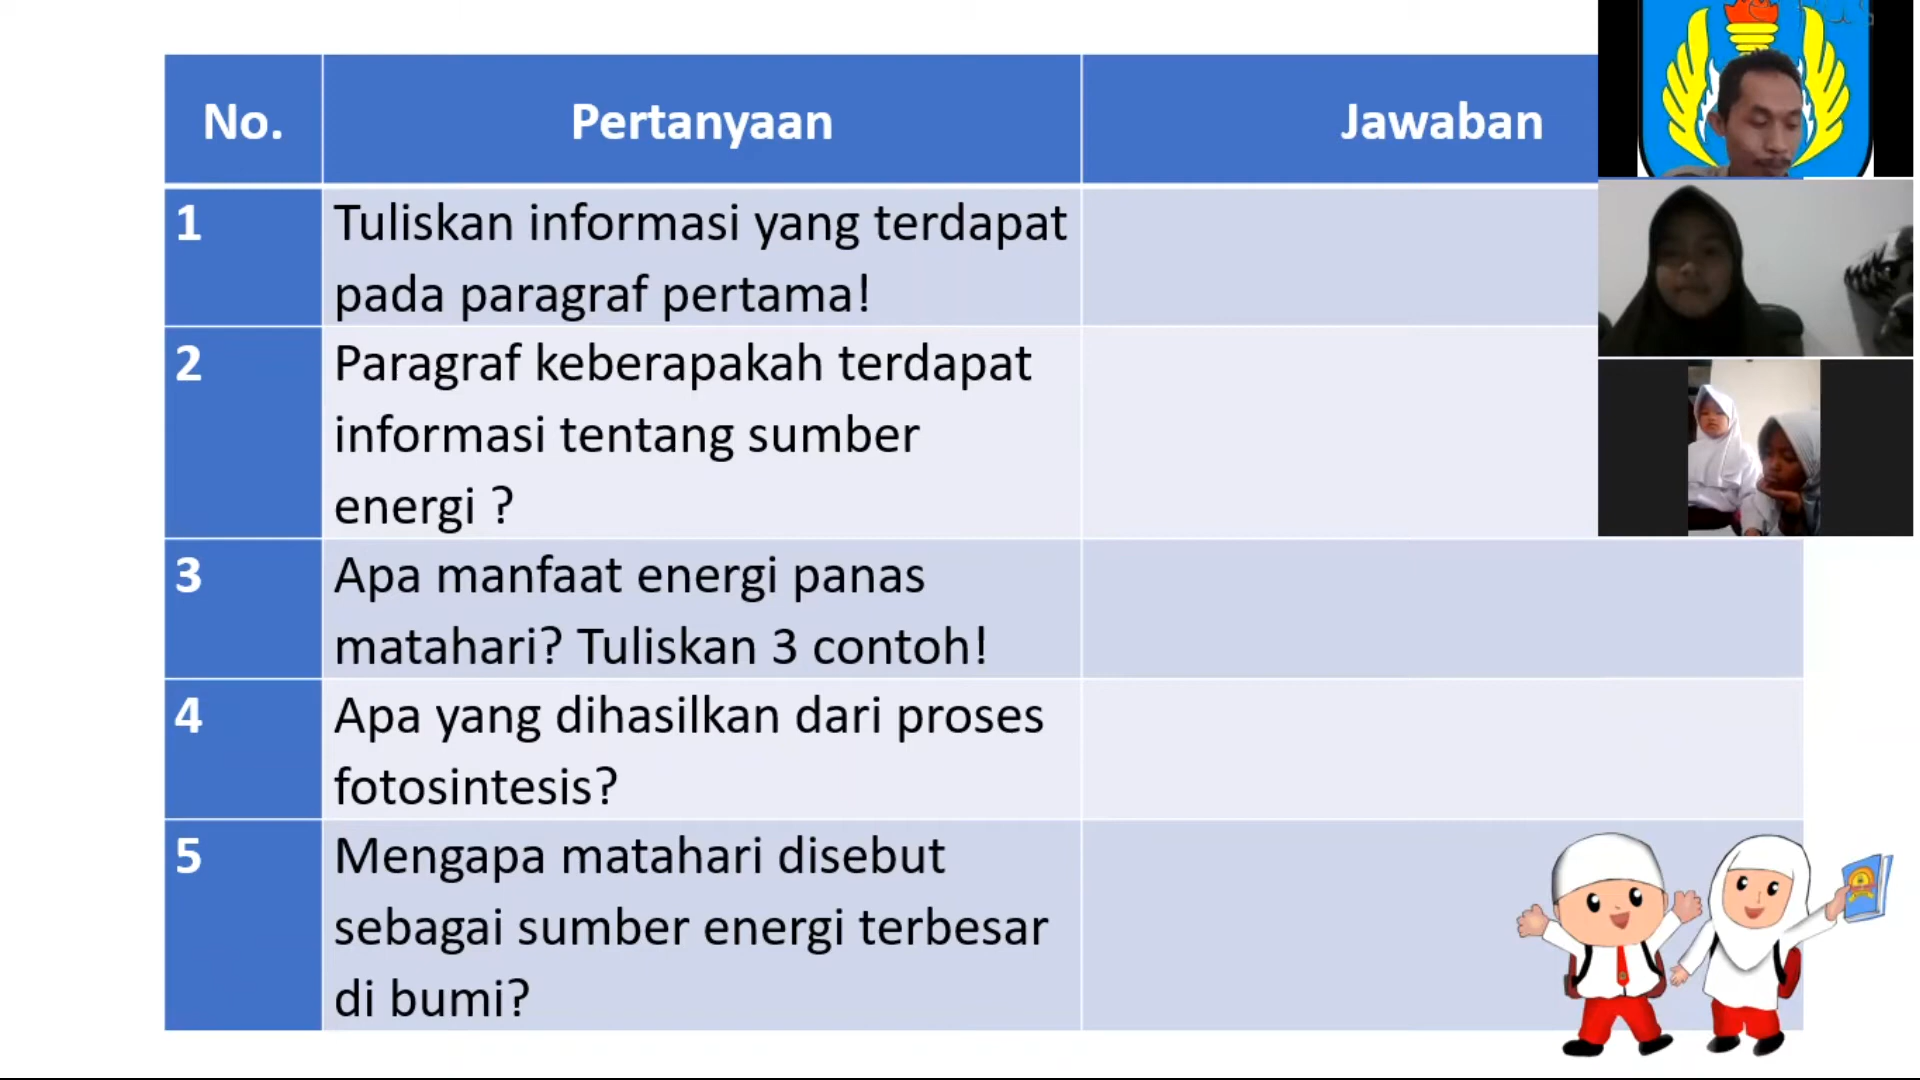 No.
Pertanyaan
Jawaban
1
Tuliskan informasi yang terdapat
pada paragraf pertama!
2
Paragraf keberapakah terdapat
informasi tentang sumber
energi ?
3
Apa manfaat energi panas
matahari? Tuliskan 3 contoh!
4
Apa yang dihasilkan dari proses
fotosintesis?
5
Mengapa matahari disebut
sebagai sumber energi terbesar
di bumi?